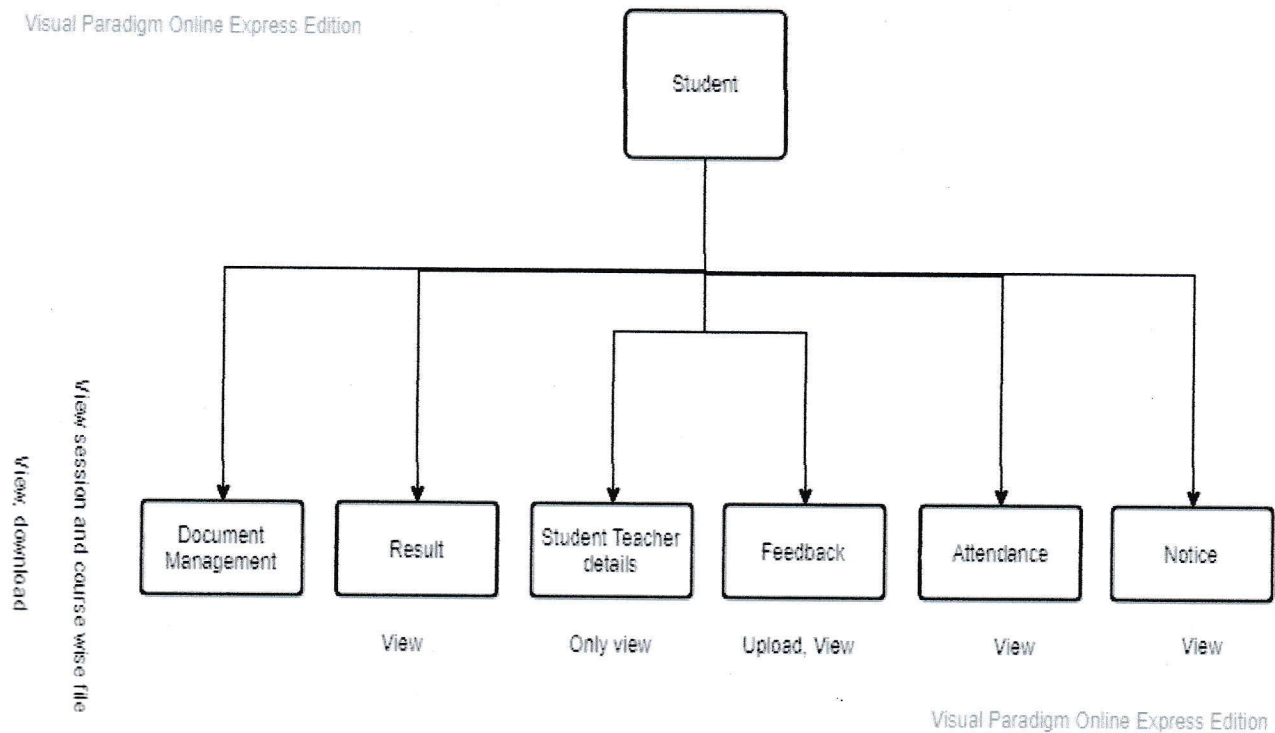 Visual Paradigm Online Express Edition
Student
Document
Management
Result
Student Teacher
details
Feedback
Attendance
Notice
View session and course wise file
View, download
View
Only view
Upload, View
View
View
Visual Paradigm Online Express Edition